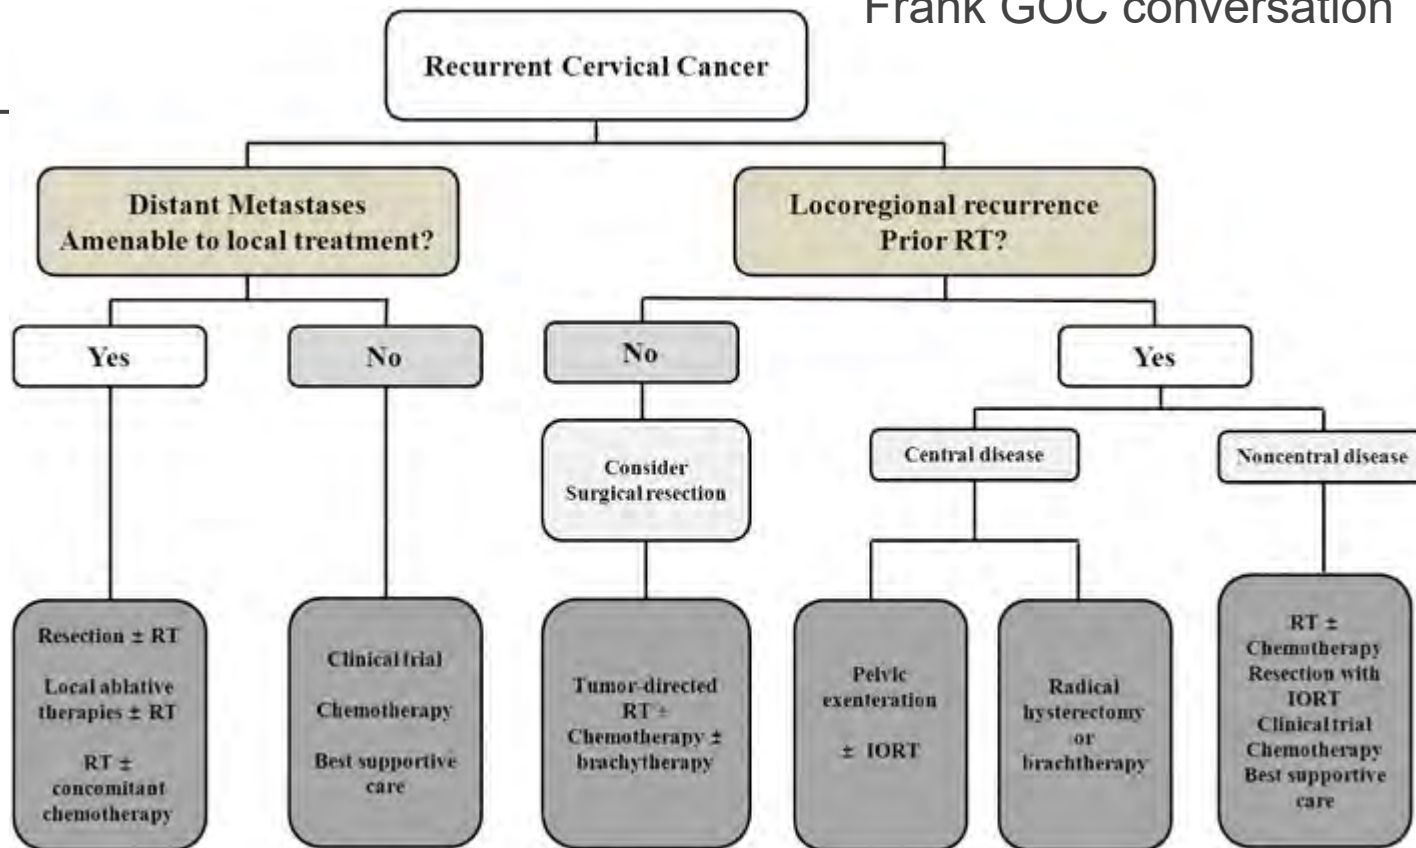 Frank GOC conversation
Recurrent Cervical Cancer
Distant Metastases
Amenable to local treatment?
Locoregional recurrence
Prior RT?
Yes
No
No
Yes
Consider
Surgical resection
Central disease
Noncentral disease
Resection ± RT
Local ablative
therapies ± RT
RT ±
concomitant
chemotherapy
Clinical trial
Chemotherapy
Best supportive
care
Tumor-directed
RT ±
Chemotherapy ±
brachytherapy
Pelvic
exenteration
± IORT
Radical
hysterectomy
or
brachtherapy
RT ±
Chemotherapy
Resection with
IORT
Clinical trial
Chemotherapy
Best supportive
care